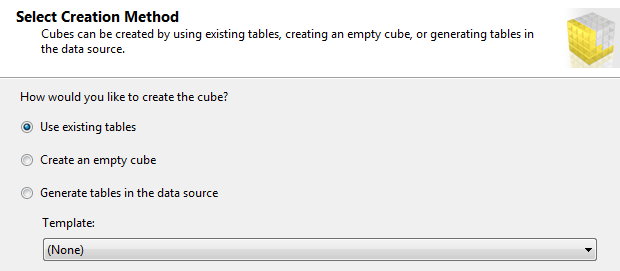 Select Creation Method
Cubes can be created by using existing tables, creating an empty cube, or generating tables in
the data source.
How would you like to create the cube?
Use existing tables
Create an empty cube
Generate tables in the data source
Template:
(None)